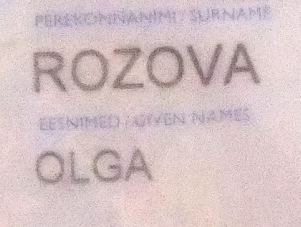 PEREKONNANIMI / SURNAME
ROZOVA
EESNIMED / GIVEN NAMES
OLGA